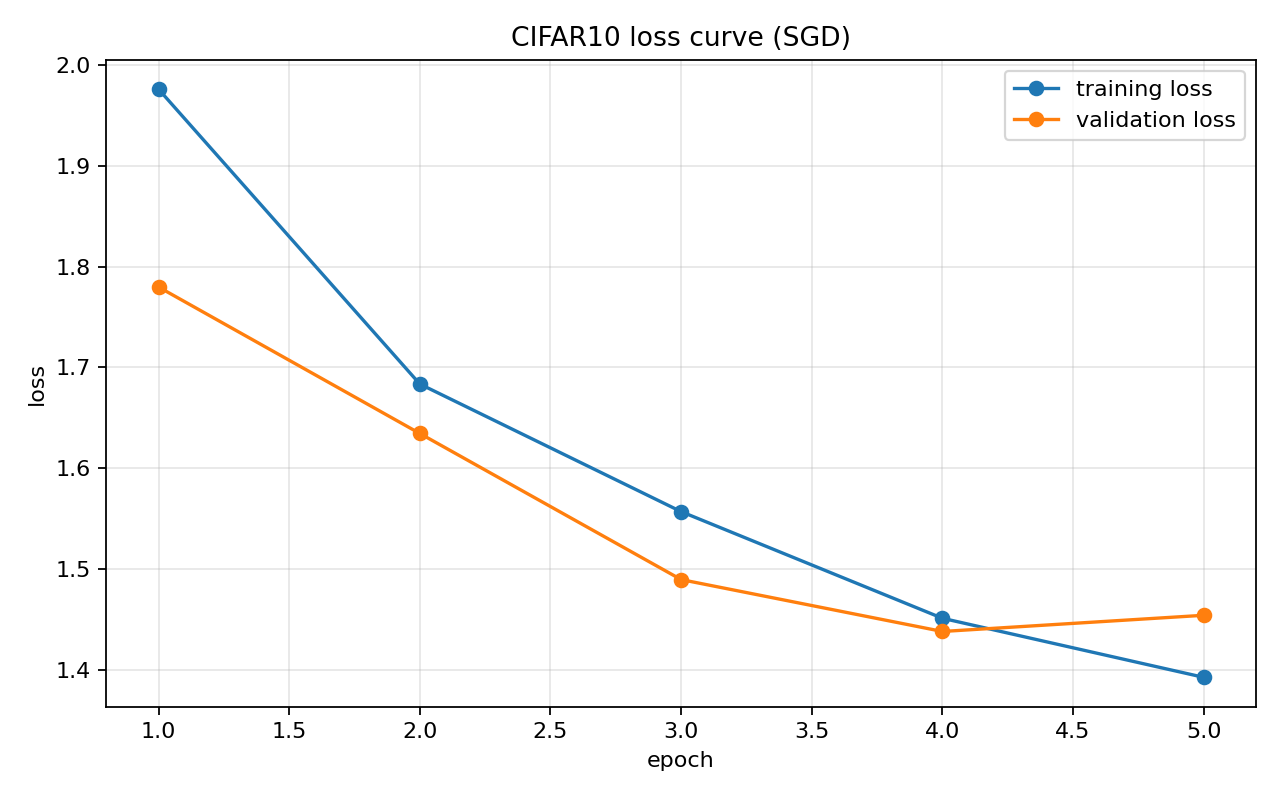 CIFAR10 loss curve (SGD)
training loss
validation loss
2.0
1.9
1.8
1.7
1.6
1.5
1.4
loss
1.0 1.5 2.0 2.5 3.0 3.5 4.0 4.5 5.0
epoch